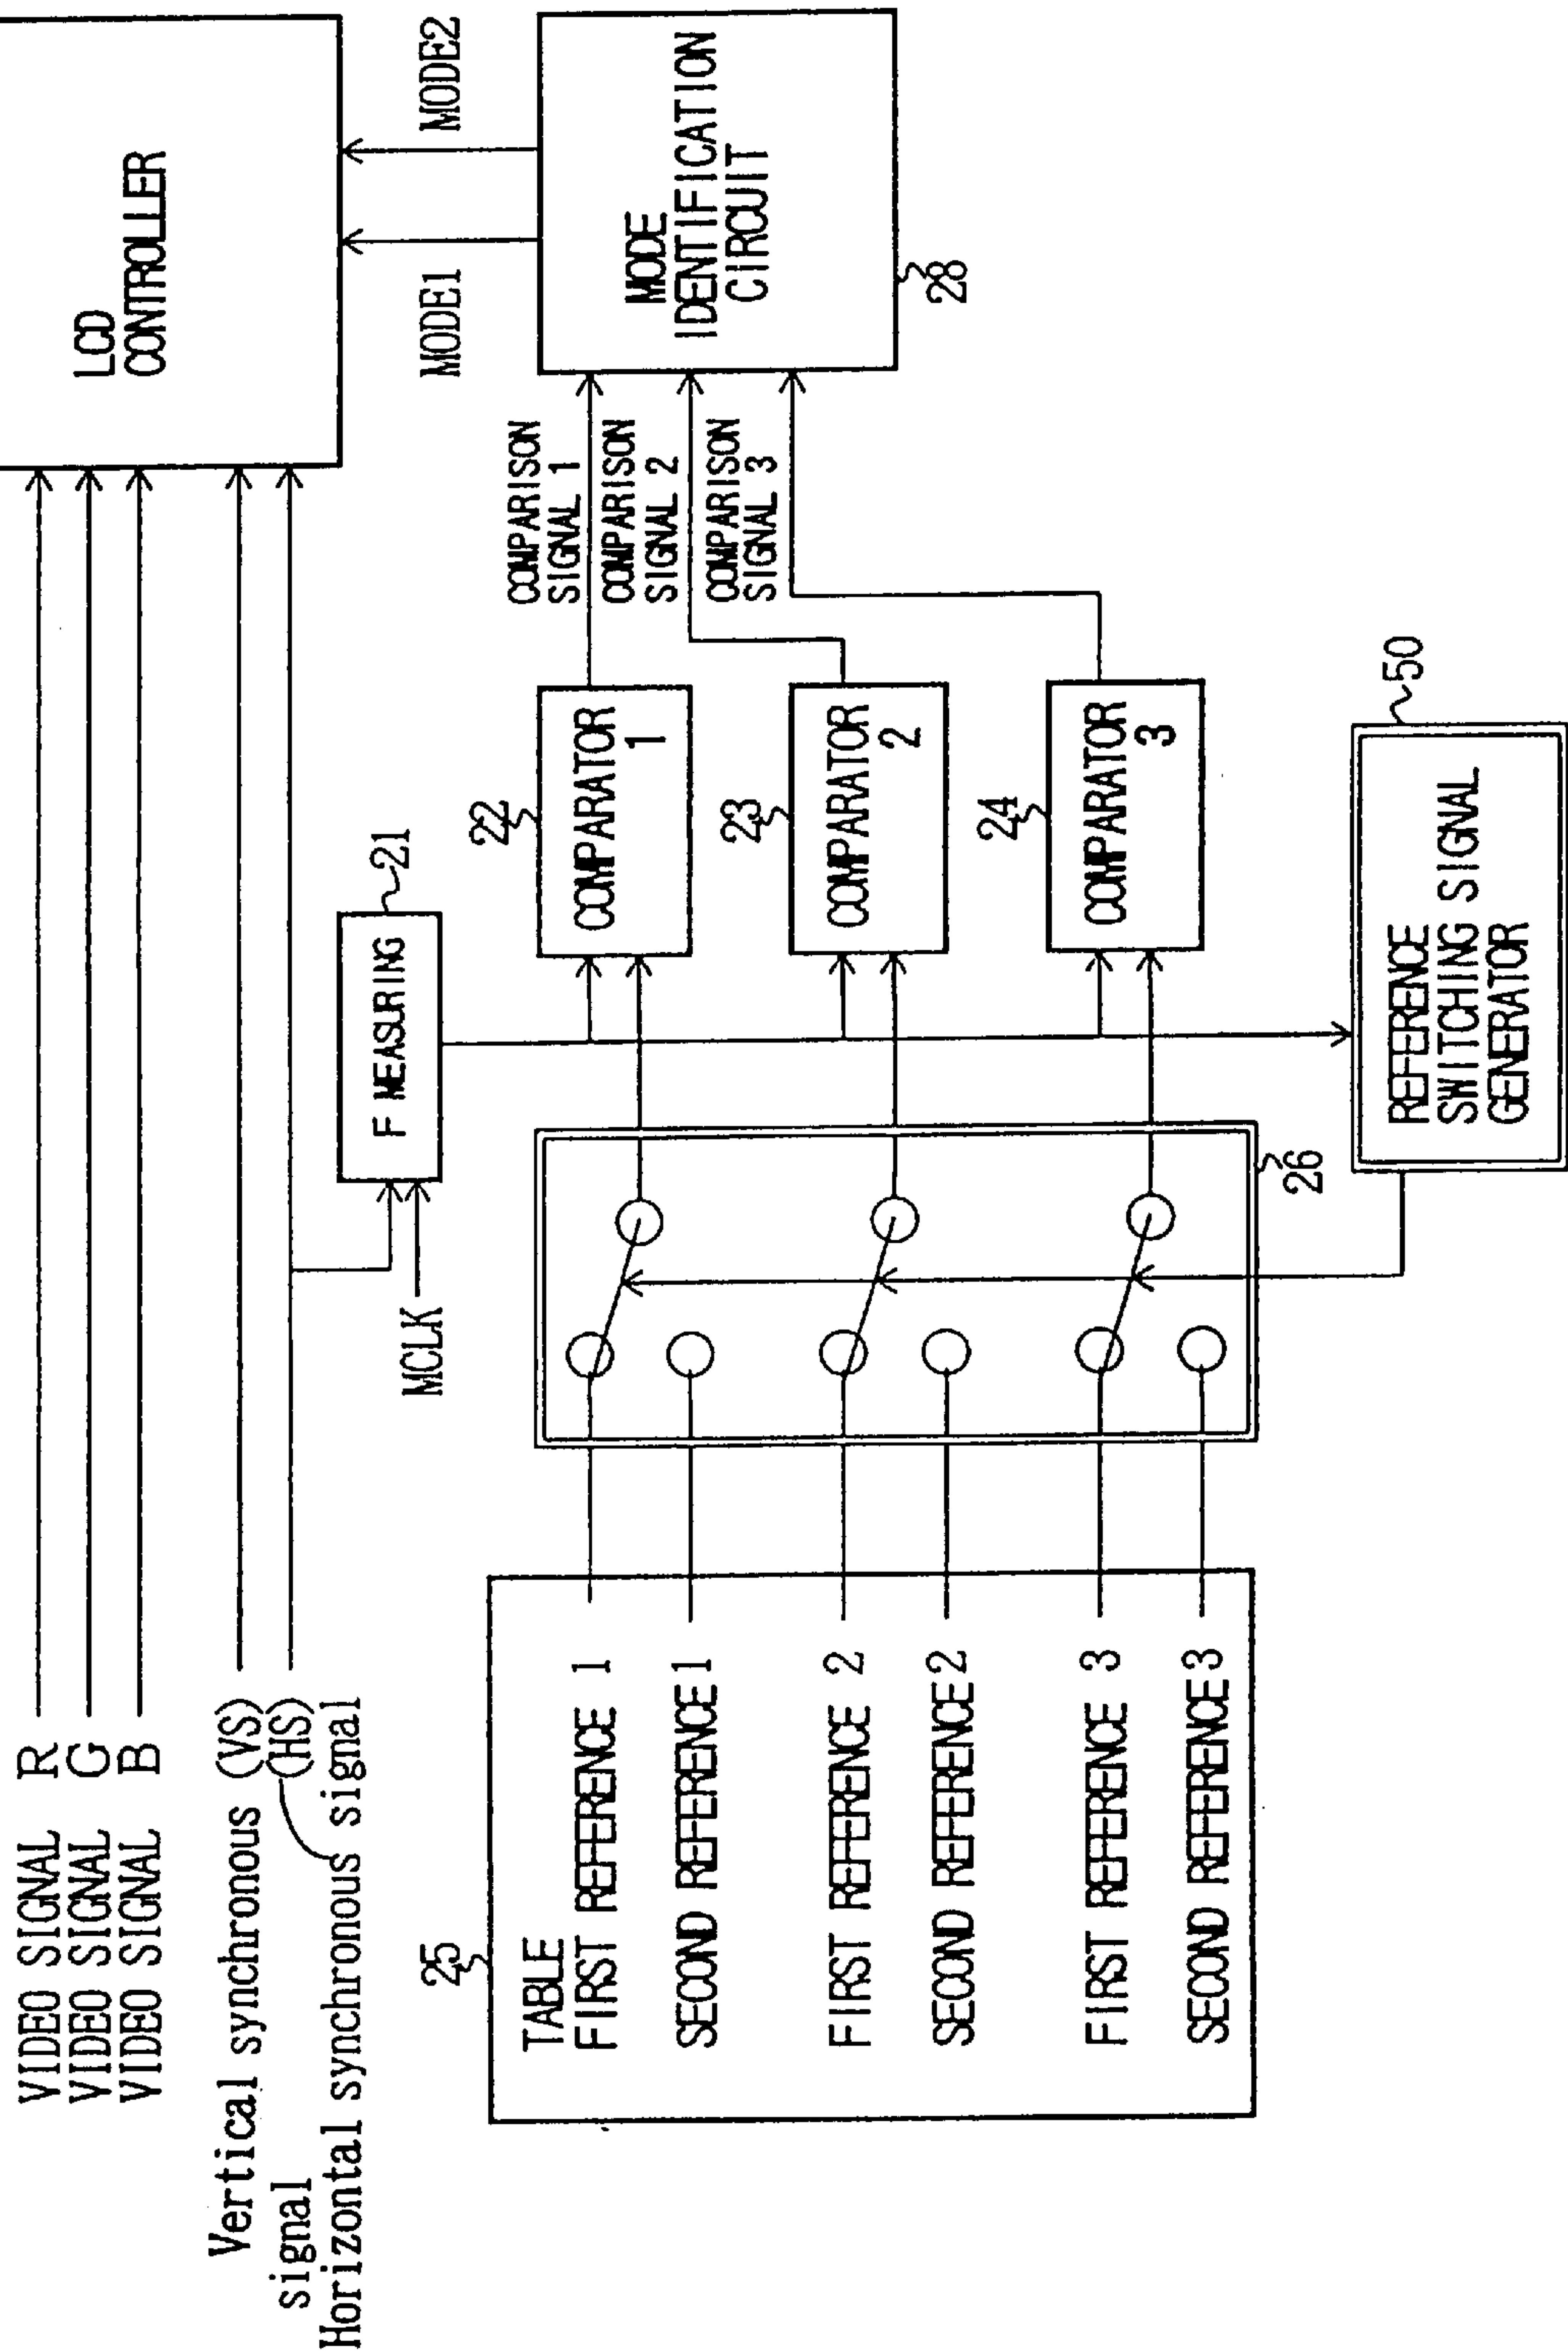 VIDEO SIGNAL R
VIDEO SIGNAL G
VIDEO SIGNAL B
Vertical synchronous (VS)
signal
(HS)
Horizontal synchronous signal
LCD
CONTROLLER
MCLK
F MEASURING
21
MODE1
MODE2
25
TABLE
FIRST REFERENCE 1
SECOND REFERENCE 1
FIRST REFERENCE 2
SECOND REFERENCE 2
FIRST REFERENCE 3
SECOND REFERENCE 3
26
22
COMPARATOR
1
23
COMPARATOR
2
24
COMPARATOR
3
COMPARISON
SIGNAL 1
COMPARISON
SIGNAL 2
COMPARISON
SIGNAL 3
MODE
IDENTIFICATION
CIRCUIT
28
50
REFERENCE
SWITCHING SIGNAL
GENERATOR